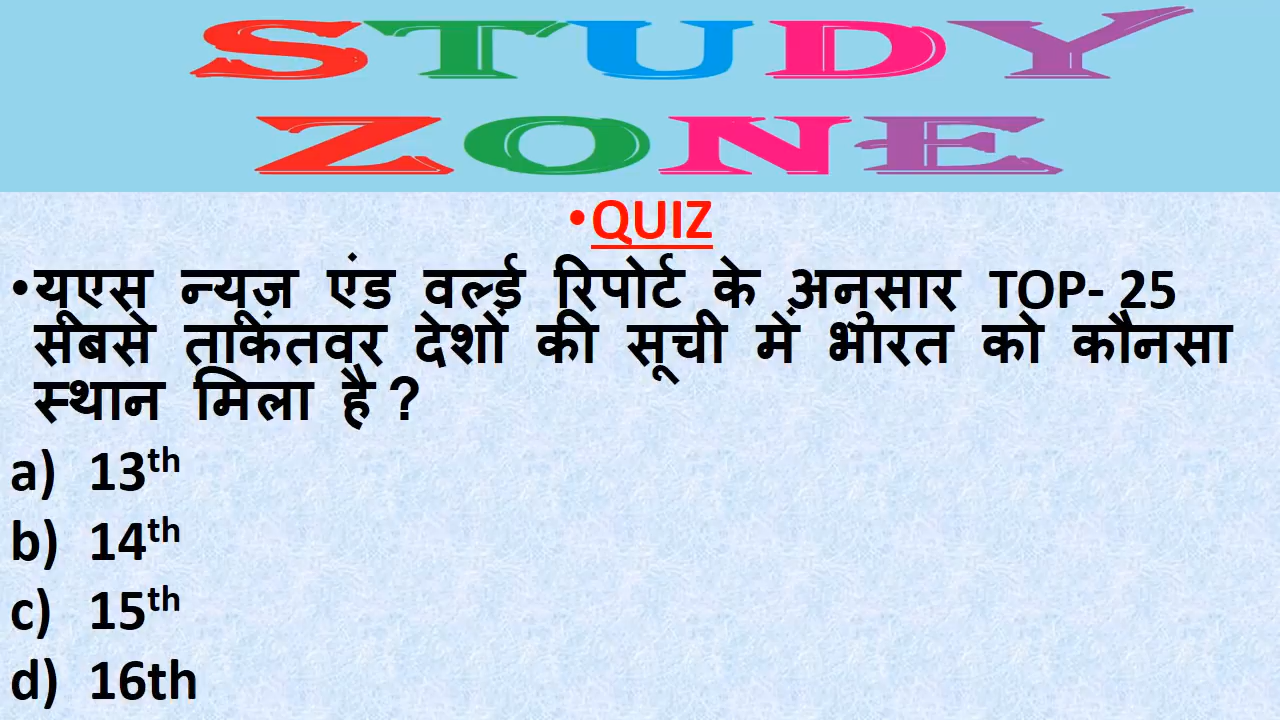 STUDY
ZONE
•QUIZ
•यूएस न्यूज़ एंड वर्ल्ड रिपोर्ट के अनुसार TOP- 25
सबसे ताकतवर देशों की सूची में भारत को कौनसा
स्थान मिला है ?
a) 13th
b) 14th
c) 15th
d) 16th